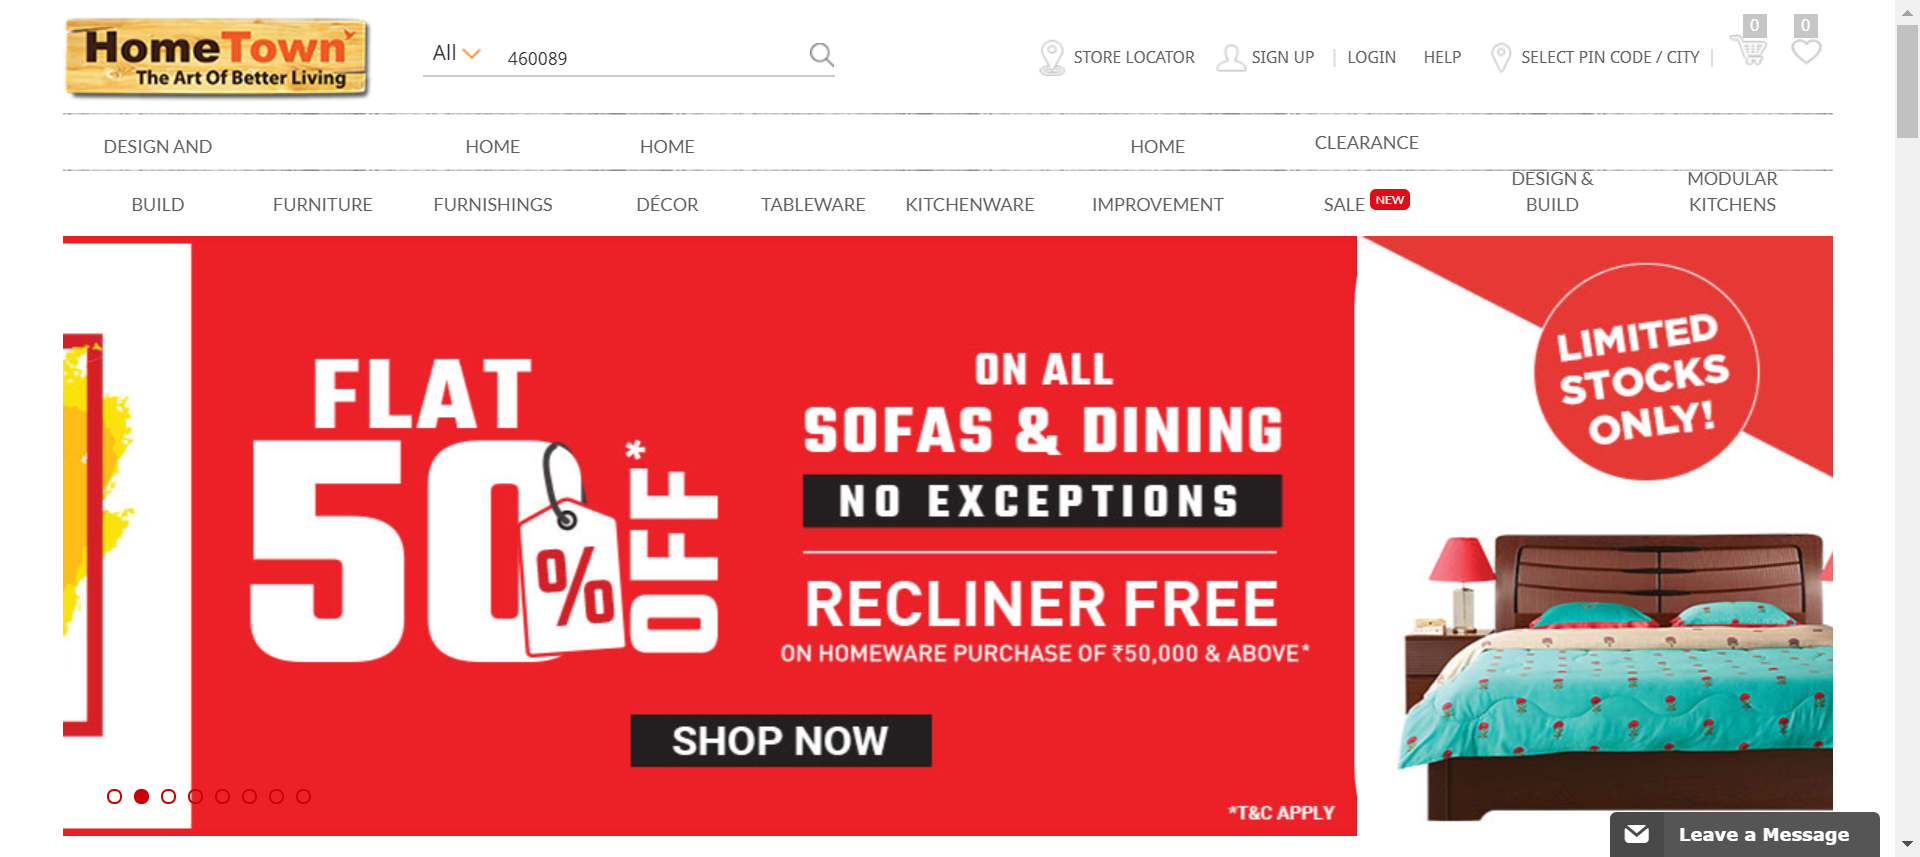 HomeTown
The Art Of Better Living
All
460089
STORE LOCATOR
SIGN UP
LOGIN
HELP
SELECT PIN CODE / CITY
0
0
DESIGN AND
BUILD
FURNITURE
HOME
FURNISHINGS
HOME
DÉCOR
TABLEWARE
KITCHENWARE
HOME
IMPROVEMENT
CLEARANCE
SALE NEW
DESIGN &
BUILD
MODULAR
KITCHENS
FLAT
50% OFF*
ON ALL
SOFAS & DINING
NO EXCEPTIONS
RECLINER FREE
ON HOMEWARE PURCHASE OF ₹50,000 & ABOVE*
SHOP NOW
*T&C APPLY
LIMITED
STOCKS
ONLY!
Leave a Message